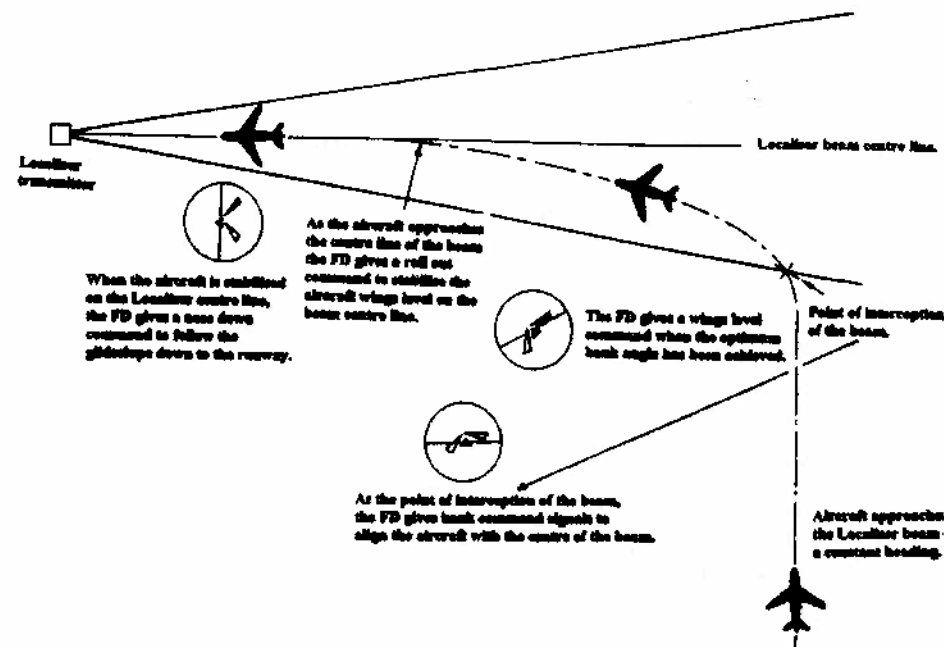 Localiser beam centre line.
Localiser
transmitter
As the aircraft approaches
the centre line of the beam
the FD gives a roll out
command to stabilise the
aircraft wings level on the
beam centre line.
When the aircraft is stabilised
on the Localiser centre line,
the FD gives a nose down
command to follow the
glideslope down to the runway.
The FD gives a wings level
command when the optimum
bank angle has been achieved.
Point of interception
of the beam.
At the point of interception of the beam,
the FD gives bank command signals to
align the aircraft with the centre of the beam.
Aircraft approaches
the Localiser beam
a constant heading.